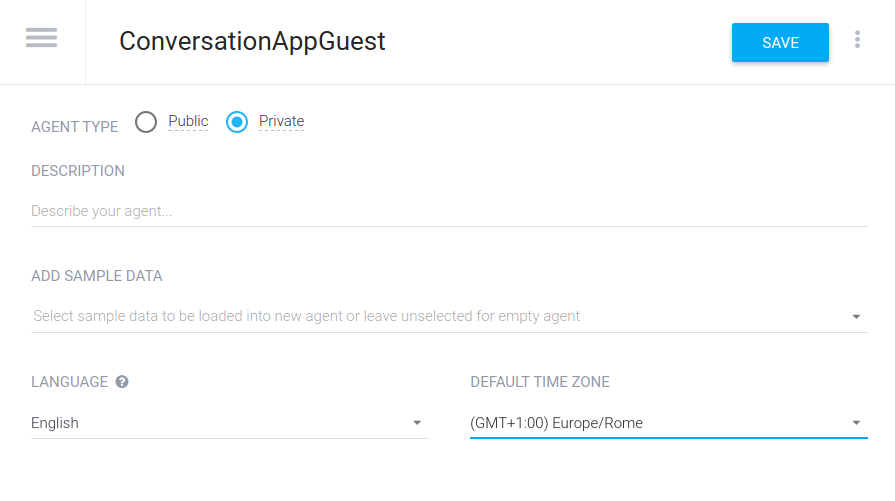 ConversationAppGuest
SAVE
AGENT TYPE Public Private
DESCRIPTION
Describe your agent...
ADD SAMPLE DATA
Select sample data to be loaded into new agent or leave unselected for empty agent
LANGUAGE ? DEFAULT TIME ZONE
English (GMT+1:00) Europe/Rome